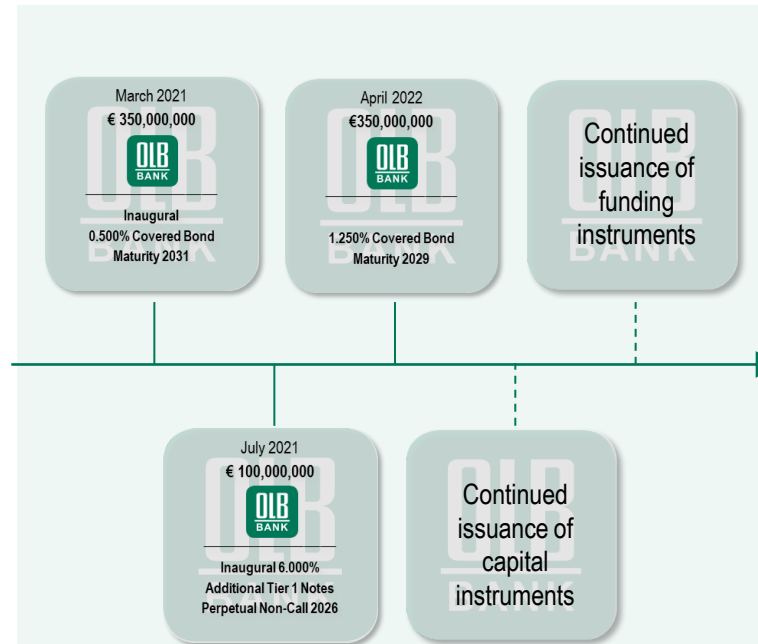 March 2021
€ 350,000,000
OLB
BANK
Inaugural
0.500% Covered Bond
Maturity 2031
April 2022
€350,000,000
OLB
BANK
1.250% Covered Bond
Maturity 2029
Continued
issuance of
funding
instruments
July 2021
€ 100,000,000
OLB
BANK
Inaugural 6.000%
Additional Tier 1 Notes
Perpetual Non-Call 2026
Continued
issuance of
capital
instruments